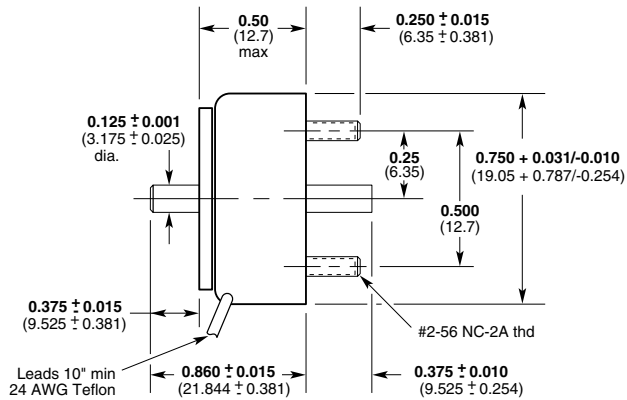 0.50
(12.7)
max
0.250 ± 0.015
(6.35 ± 0.381)
0.125 ± 0.001
(3.175 ± 0.025)
dia.
0.25
(6.35)
0.750 + 0.031/-0.010
(19.05 + 0.787/-0.254)
0.500
(12.7)
0.375 ± 0.015
(9.525 ± 0.381)
#2-56 NC-2A thd
Leads 10" min
24 AWG Teflon
0.860 ± 0.015
(21.844 ± 0.381)
0.375 ± 0.010
(9.525 ± 0.254)